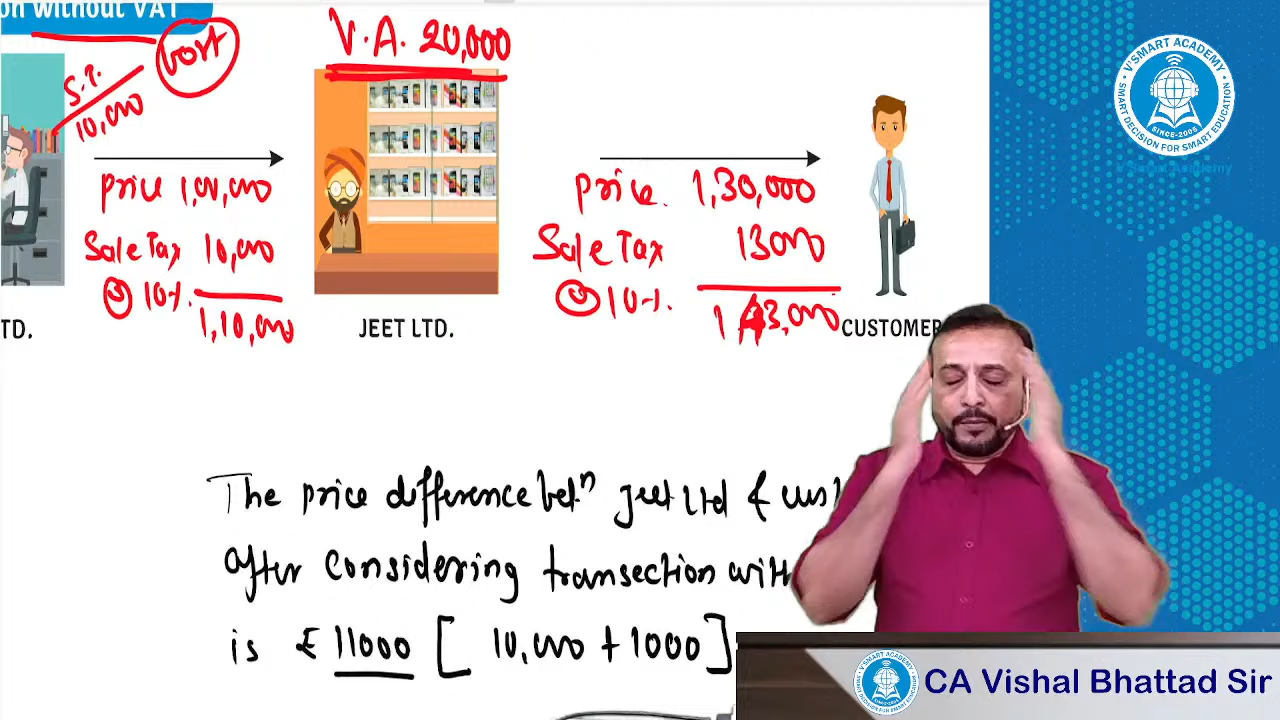 on without VAT
cost
S.T.
10,000
V.A. 20,000
Price 1,00,000
Sale Tax 10,000
@ 10%.
1,10,000
TD.
JEET LTD.
Price. 1,30,000
Sale Tax 13000
@ 10%.
1,43,000
CUSTOMER
The price difference betn Jeet Ltd & cus
after considering transection with
is ₹ 11000 [ 10,000 + 1000 ]
V'SMART ACADEMY
SINCE-2005
SMART DECISION FOR SMART EDUCATION
V'Smart Academy
CA Vishal Bhattad Sir